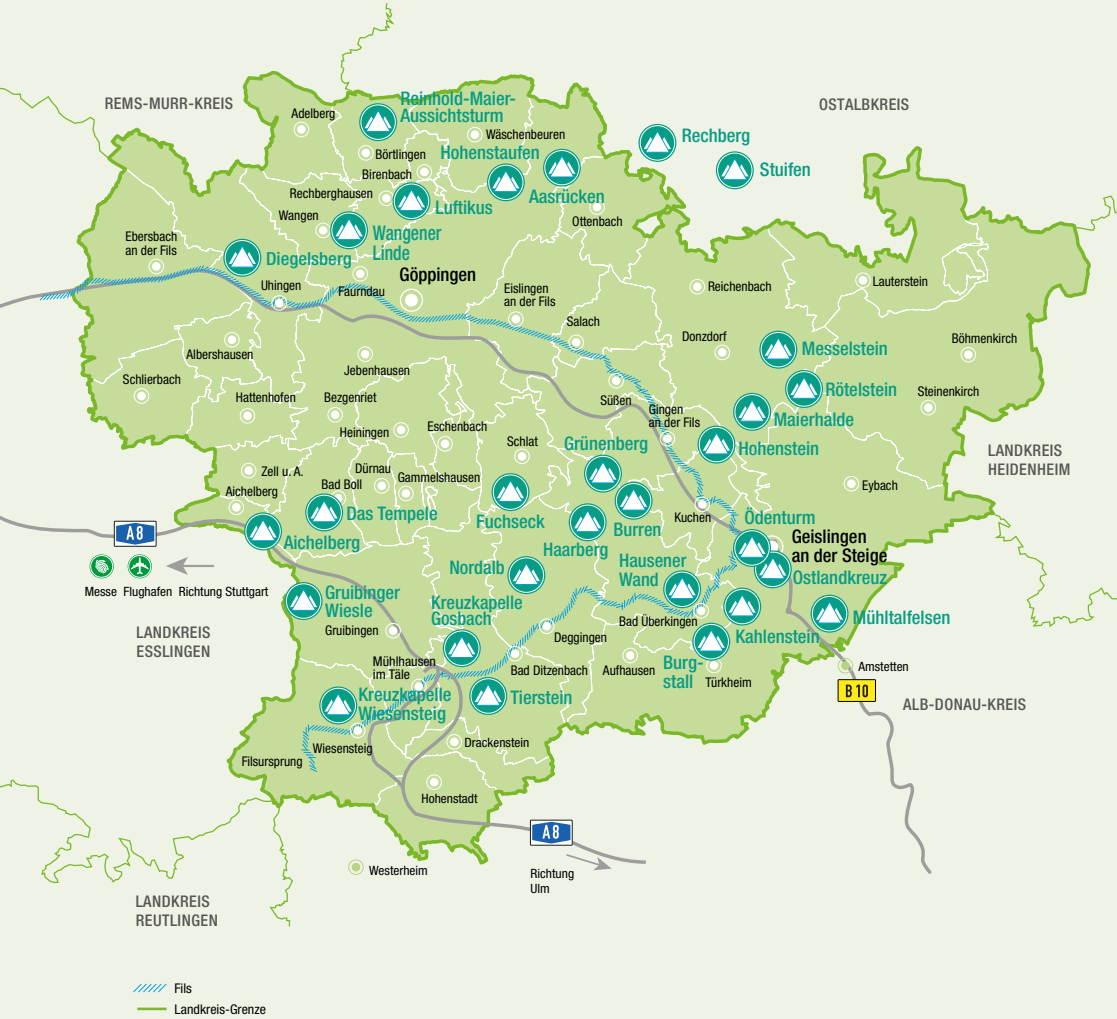 REMS-MURR-KREIS
OSTALBKREIS
Adelberg
Reinhold-Maier-
Aussichtsturm
Wäschenbeuren
Rechberg
Börtlingen
Hohenstaufen
Stuifen
Birenbach
Rechberghausen
Aasrücken
Luftikus
Wangen
Ottenbach
Wangener
Linde
Ebersbach
an der Fils
Diegelsberg
Göppingen
Uhingen
Faurndau
Eislingen
an der Fils
Reichenbach
Lauterstein
Salach
Donzdorf
Böhmenkirch
Albershausen
Messelstein
Jebenhausen
Schlierbach
Rötelstein
Steinenkirch
Hattenhofen
Bezgenriet
Süßen
Gingen
an der Fils
Maierhalde
Heiningen
Eschenbach
Schlat
Grünenberg
Hohenstein
LANDKREIS
HEIDENHEIM
Zell u. A.
Dürnau
Gammelshausen
Bad Boll
Eybach
Aichelberg
Das Tempele
Fuchseck
Burren
Kuchen
Ödenturm
A8
Aichelberg
Haarberg
Geislingen
an der Steige
Messe
Flughafen
Richtung Stuttgart
Nordalb
Hausener
Wand
Ostlandkreuz
Gruibinger
Wiesle
Kreuzkapelle
Gosbach
Bad Überkingen
Mühltalfelsen
LANDKREIS
ESSLINGEN
Gruibingen
Deggingen
Kahlenstein
Mühlhausen
im Täle
Bad Ditzenbach
Aufhausen
Burg-
stall
Türkheim
Amstetten
Kreuzkapelle
Wiesensteig
Tierstein
B 10
ALB-DONAU-KREIS
Wiesensteig
Drackenstein
Filsursprung
Hohenstadt
A8
Westerheim
Richtung
Ulm
LANDKREIS
REUTLINGEN
Fils
Landkreis-Grenze